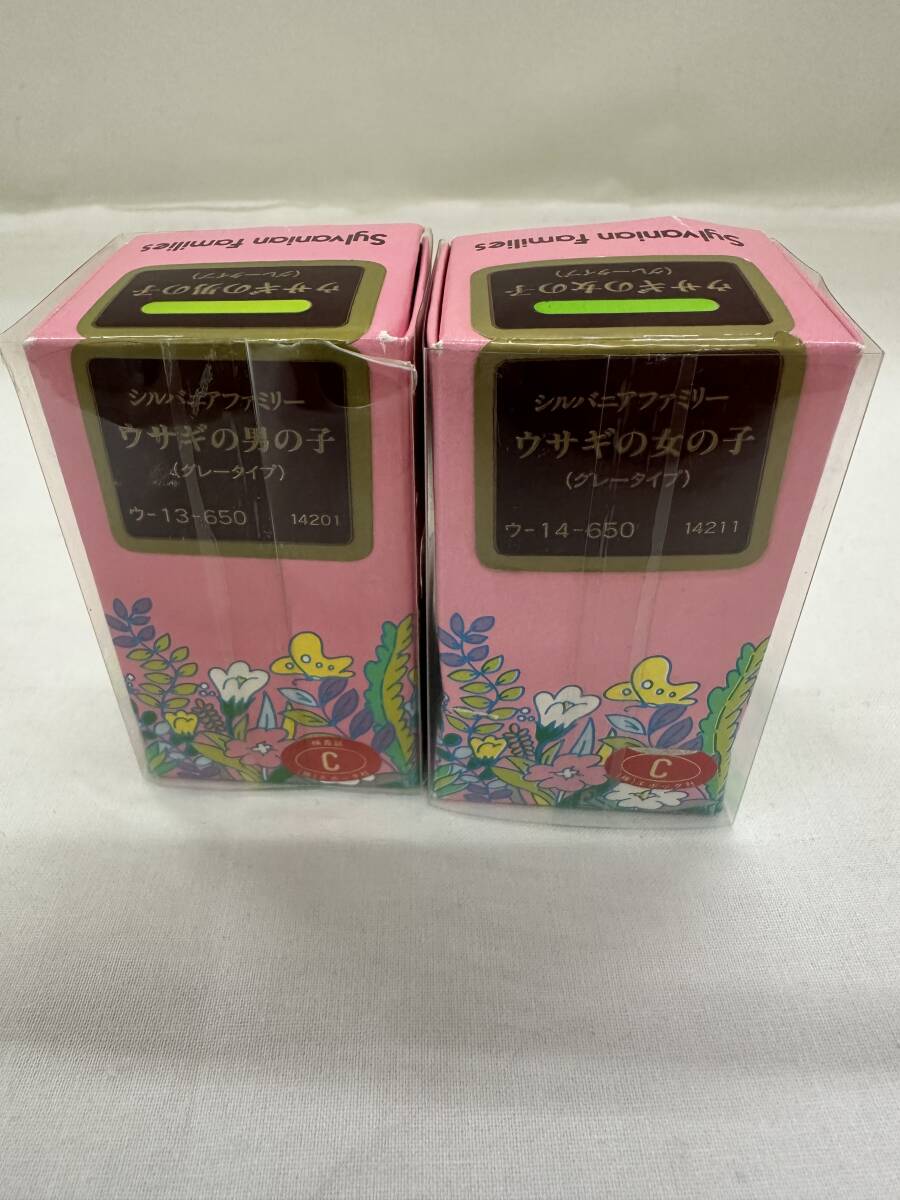 Sylvanian Families
ウサギの男の子
(グレータイプ)
シルバニアファミリー
ウサギの男の子
(グレータイプ)
ウ-13-650 14201
C
Sylvanian Families
ウサギの女の子
(グレータイプ)
シルバニアファミリー
ウサギの女の子
(グレータイプ)
ウ-14-650 14211
C